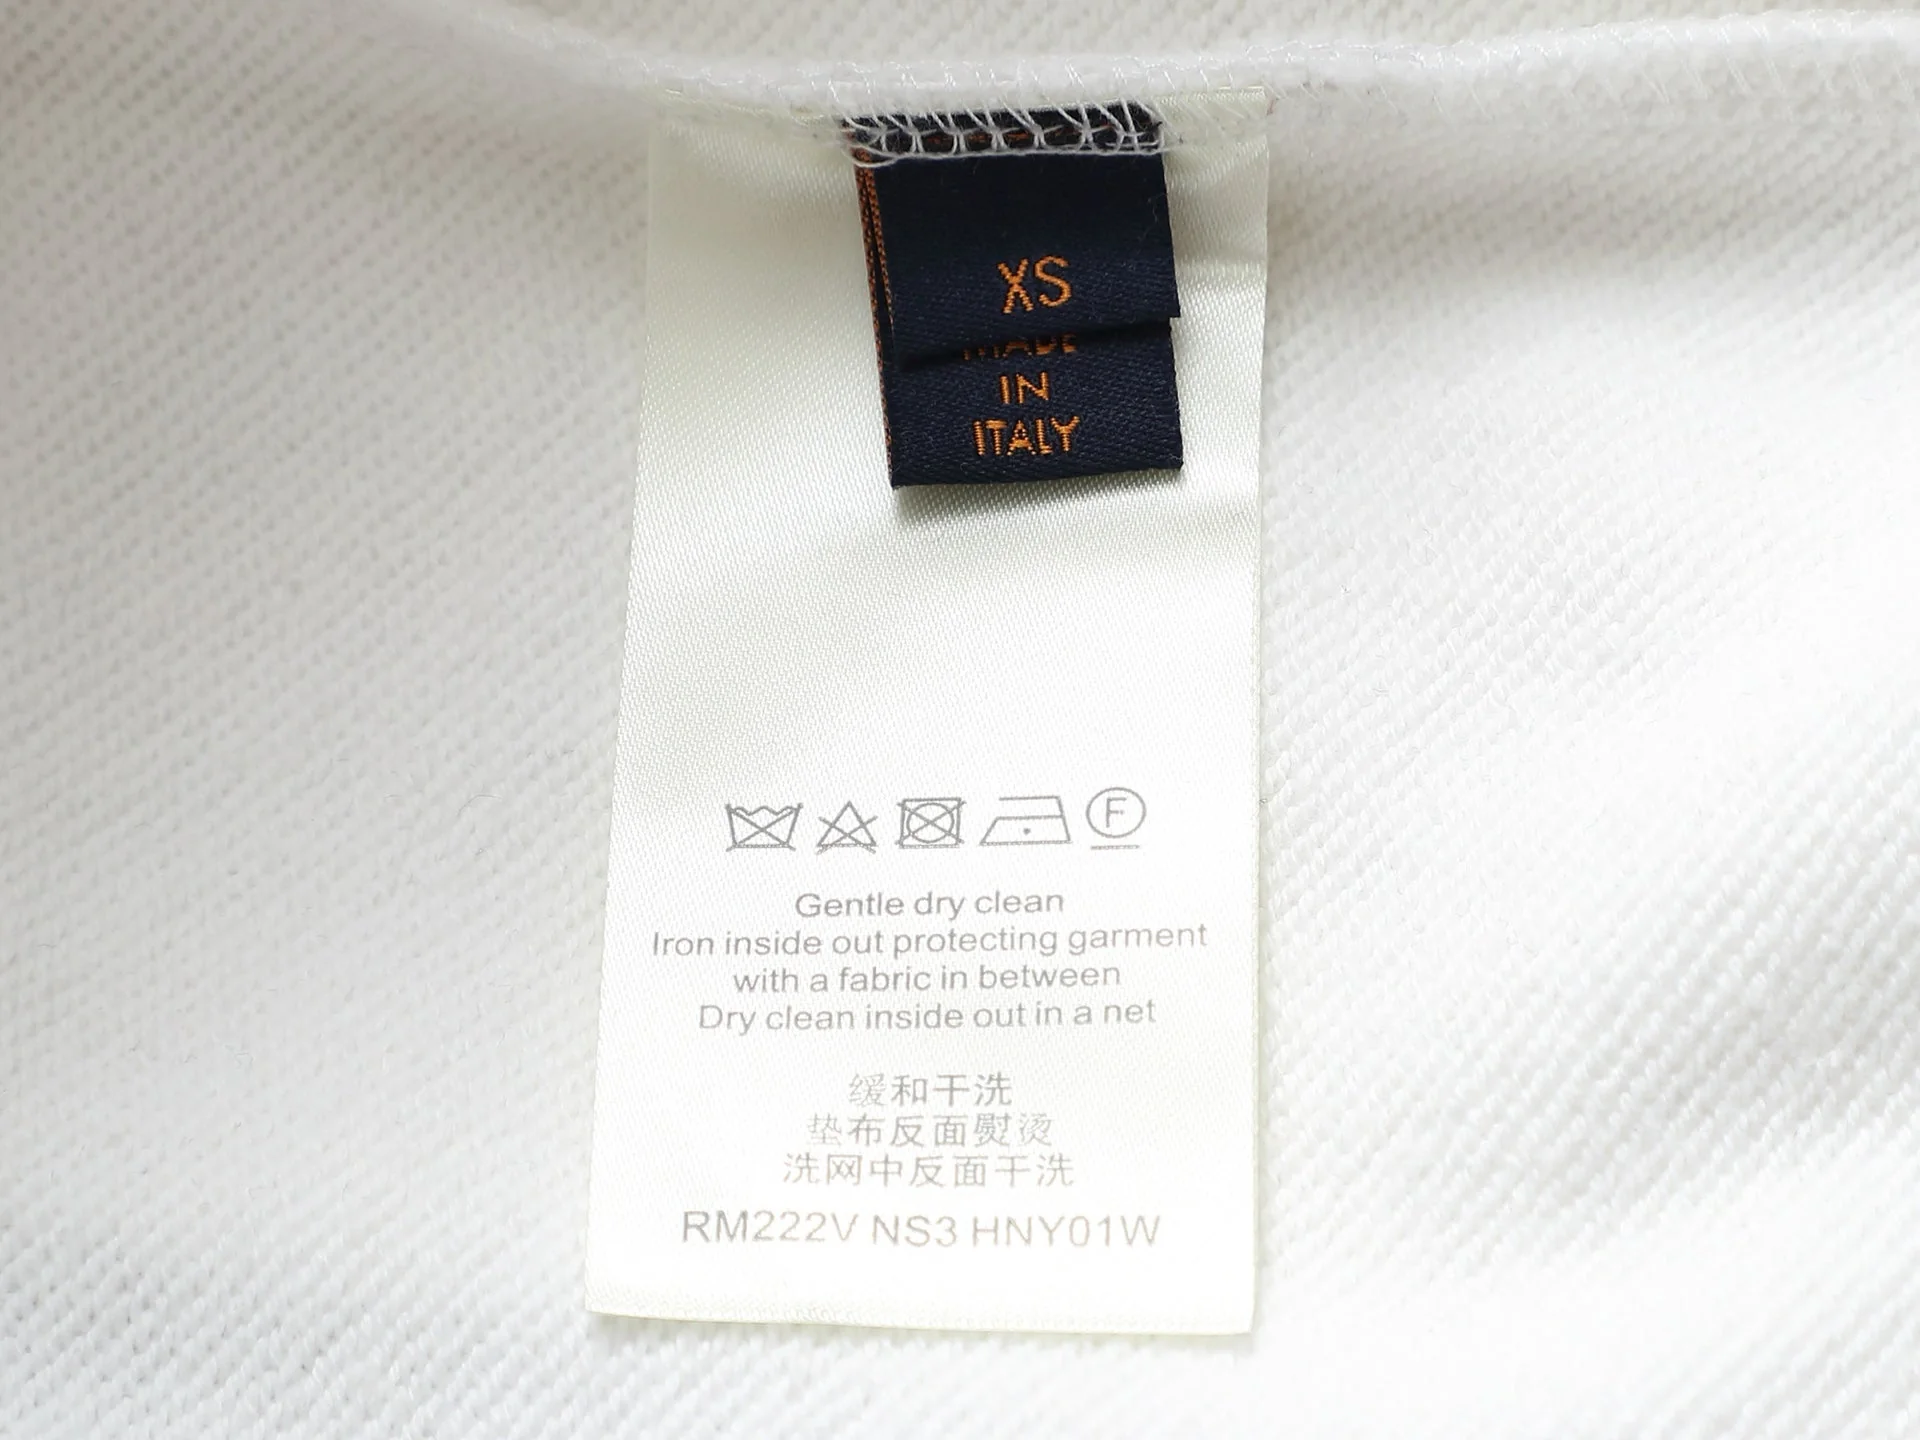 XS
MADE
IN
ITALY
F
Gentle dry clean
Iron inside out protecting garment
with a fabric in between
Dry clean inside out in a net
缓和干洗
垫布反面熨烫
洗网中反面干洗
RM222V NS3 HNY01W